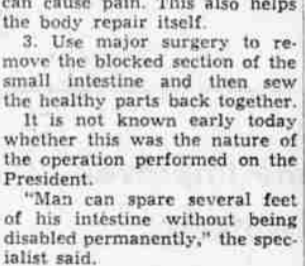 can cause pain. This also helps
the body repair itself.
3. Use major surgery to re-
move the blocked section of the
small intestine and then sew
the healthy parts back together.
It is not known early today
whether this was the nature of
the operation performed on the
President.
"Man can spare several feet
of his intestine without being
disabled permanently," the spec-
ialist said.